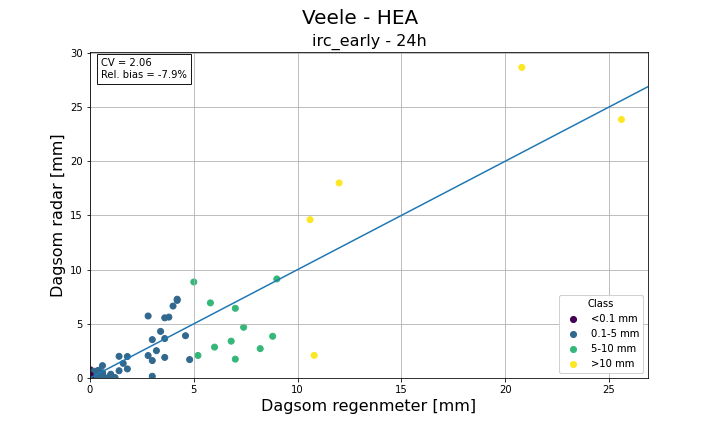 Veele - HEA
irc_early - 24h
CV = 2.06
Rel. bias = -7.9%
30
25
20
15
10
5
0
Dagsom radar [mm]
Class
<0.1 mm
0.1-5 mm
5-10 mm
>10 mm
0
5
10
15
20
25
Dagsom regenmeter [mm]